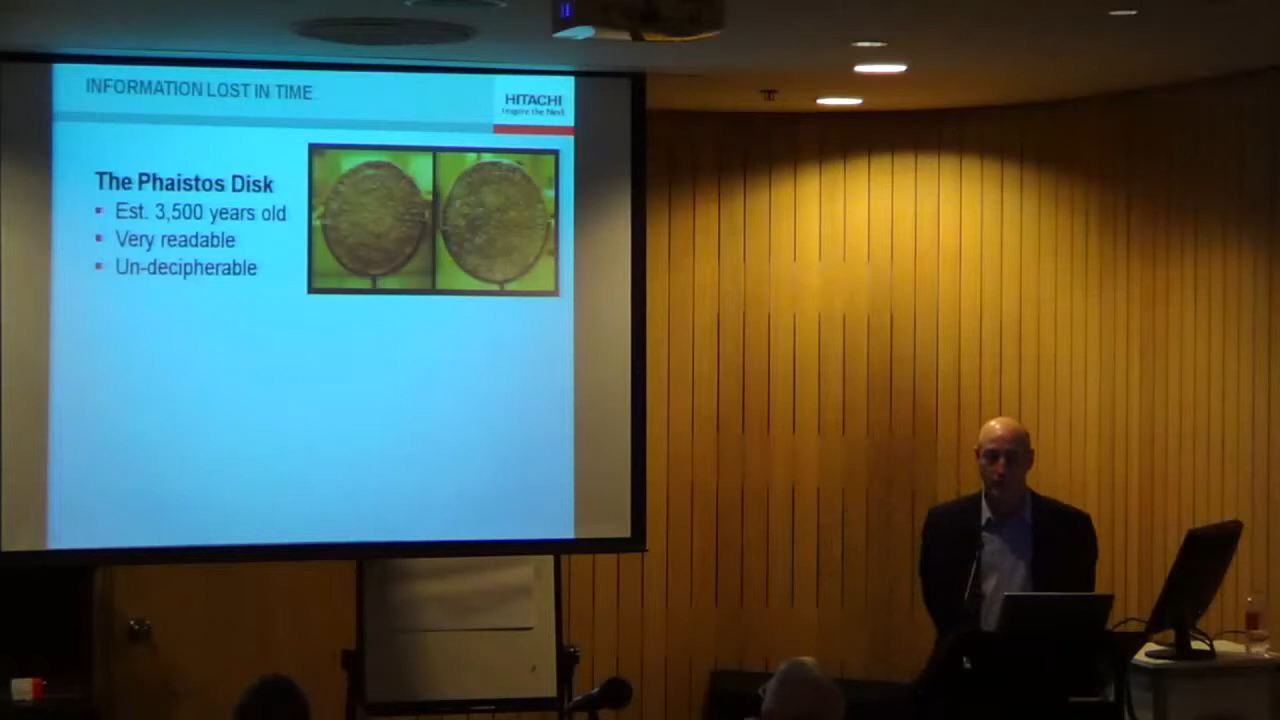 INFORMATION LOST IN TIME
HITACHI
Inspire the Next
The Phaistos Disk
Est. 3,500 years old
Very readable
Un-decipherable